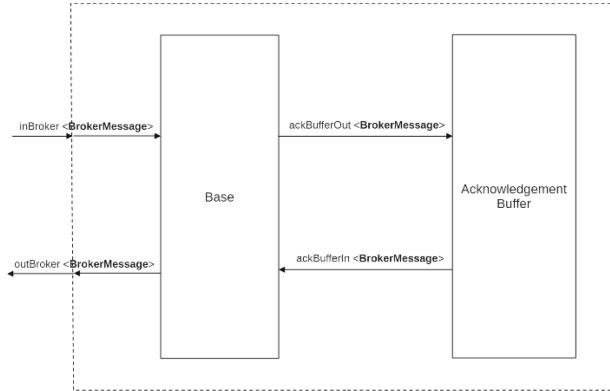 inBroker <BrokerMessage>
ackBufferOut <BrokerMessage>
Base
Acknowledgement
Buffer
outBroker <BrokerMessage>
ackBufferIn <BrokerMessage>